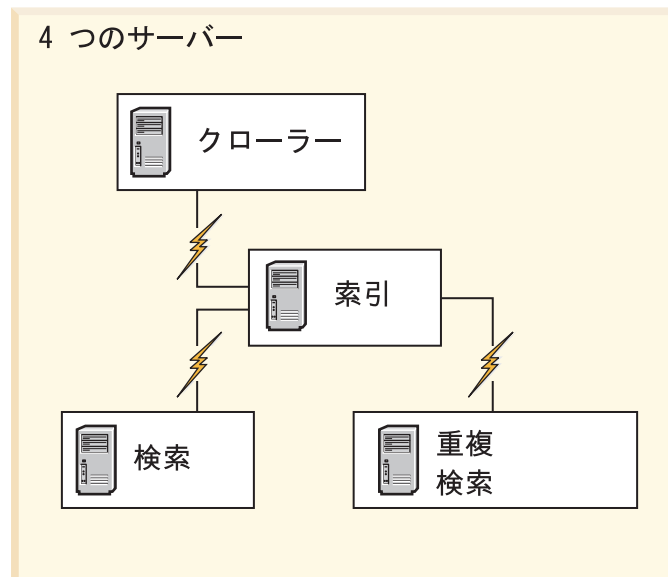 4 つのサーバー
クローラー
索引
検索
重複
検索